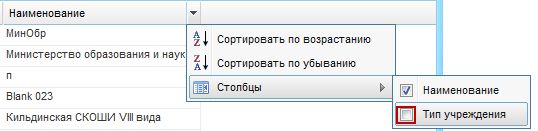 Наименование
МинОбр
Министерство образования и наук
п
Blank 023
Кильдинская СКОШИ VIII вида
Сортировать по возрастанию
Сортировать по убыванию
Столбцы
Наименование
Тип учреждения